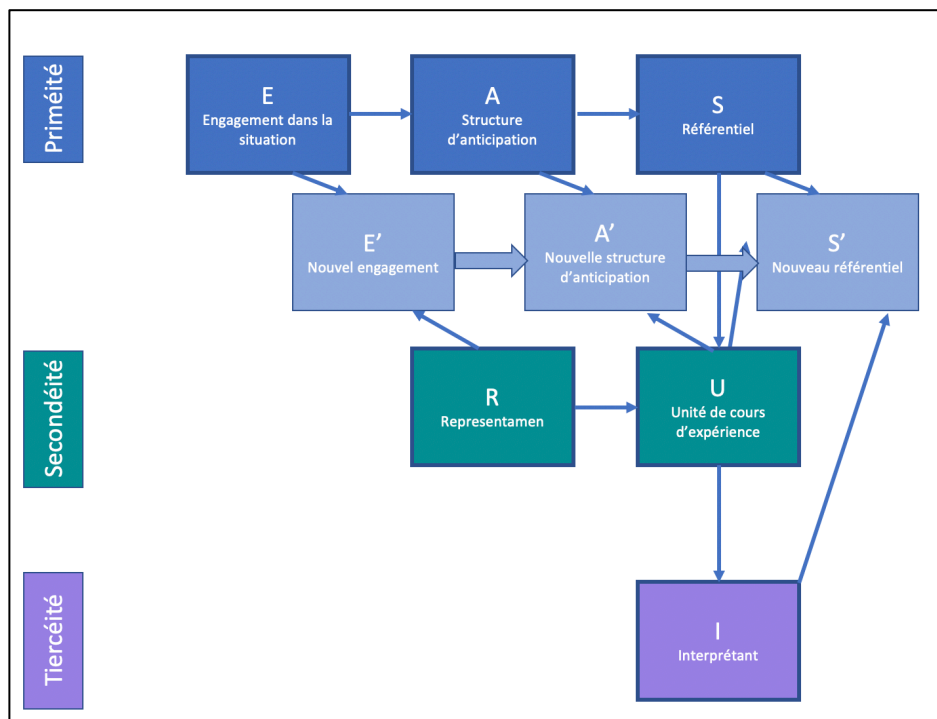 Priméité
E
Engagement dans la
situation
A
Structure
d’anticipation
S
Référentiel
E’
Nouvel engagement
A’
Nouvelle structure
d’anticipation
S’
Nouveau référentiel
Secondéité
R
Representamen
U
Unité de cours
d’expérience
Tiercéité
I
Interprétant